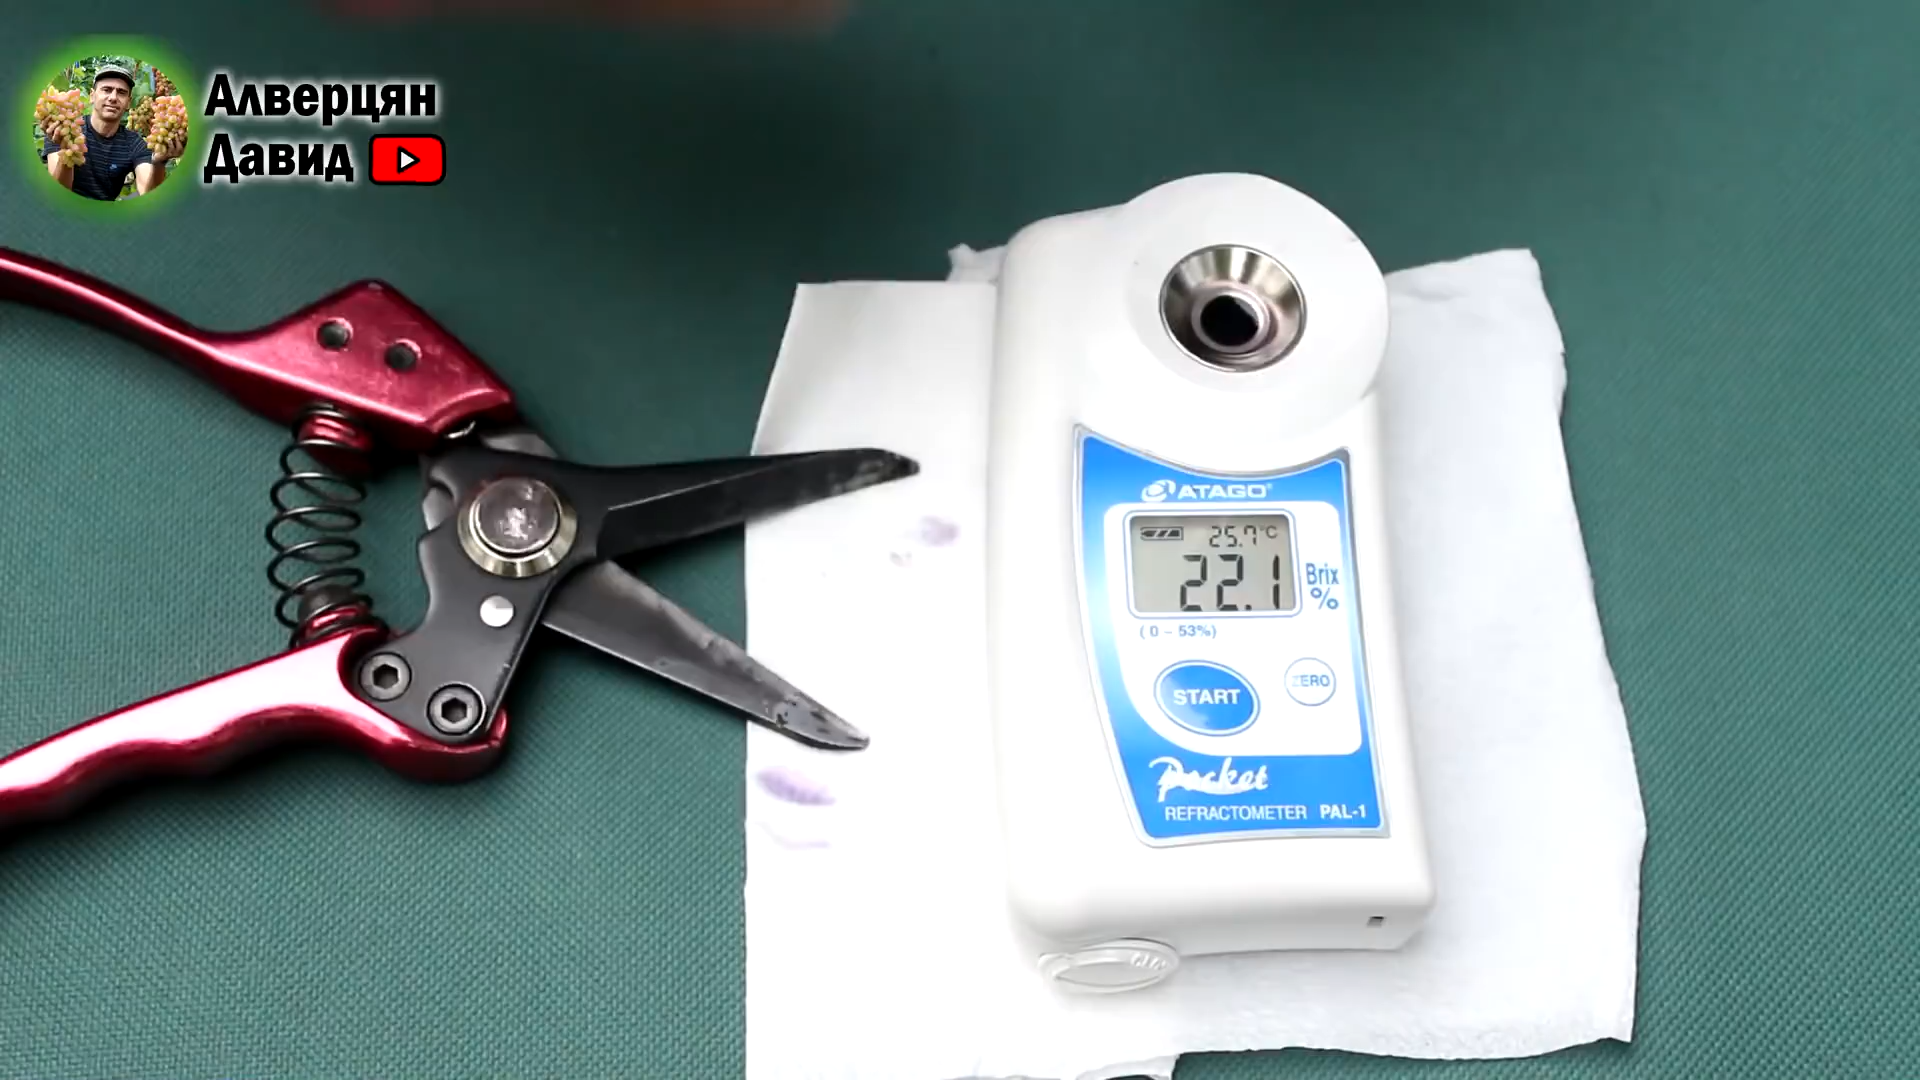 Алверцян
Давид
ATAGO
25.7°C
22.1
Brix
%
(0 – 53%)
START
ZERO
Pocket
REFRACTOMETER PAL-1